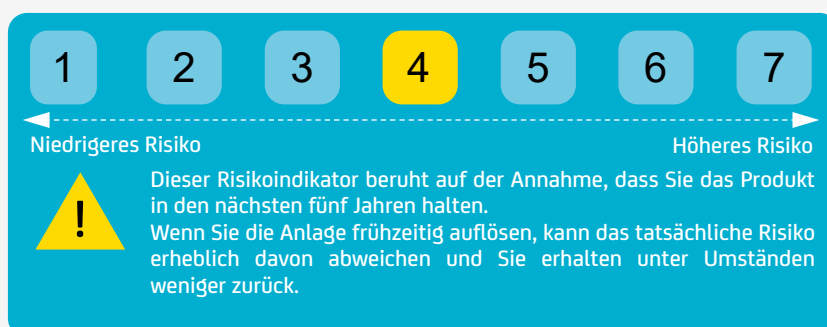 1 2 3 4 5 6 7
Niedrigeres Risiko Höheres Risiko
Dieser Risikoindikator beruht auf der Annahme, dass Sie das Produkt
in den nächsten fünf Jahren halten.
Wenn Sie die Anlage frühzeitig auflösen, kann das tatsächliche Risiko
erheblich davon abweichen und Sie erhalten unter Umständen
weniger zurück.
!